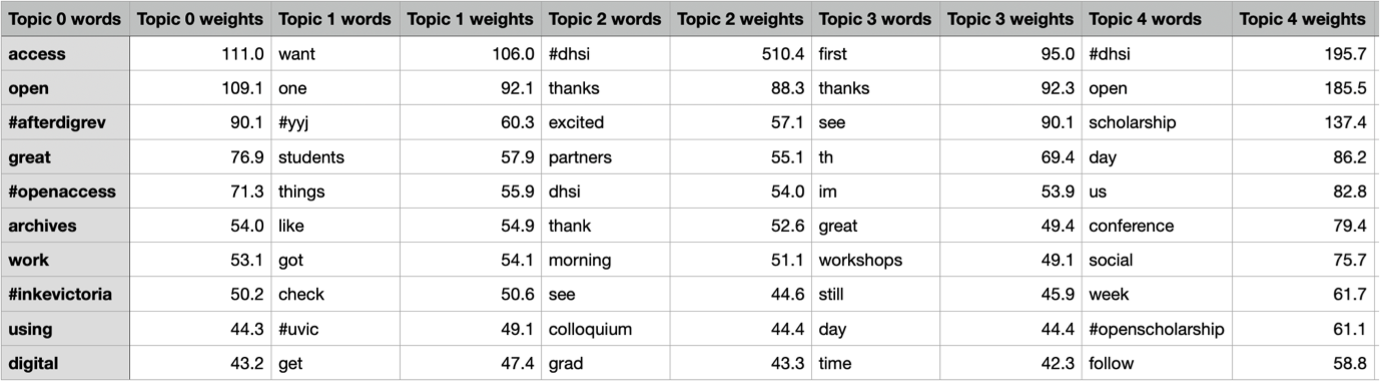 Topic 0 words Topic 0 weights Topic 1 words Topic 1 weights Topic 2 words Topic 2 weights Topic 3 words Topic 3 weights Topic 4 words Topic 4 weights
access 111.0 want 106.0 #dhsi 510.4 first 95.0 #dhsi 195.7
open 109.1 one 92.1 thanks 88.3 thanks 92.3 open 185.5
#afterdigrev 90.1 #yyj 60.3 excited 57.1 see 90.1 scholarship 137.4
great 76.9 students 57.9 partners 55.1 th 69.4 day 86.2
#openaccess 71.3 things 55.9 dhsi 54.0 im 53.9 us 82.8
archives 54.0 like 54.9 thank 52.6 great 49.4 conference 79.4
work 53.1 got 54.1 morning 51.1 workshops 49.1 social 75.7
#inkevictoria 50.2 check 50.6 see 44.6 still 45.9 week 61.7
using 44.3 #uvic 49.1 colloquium 44.4 day 44.4 #openscholarship 61.1
digital 43.2 get 47.4 grad 43.3 time 42.3 follow 58.8